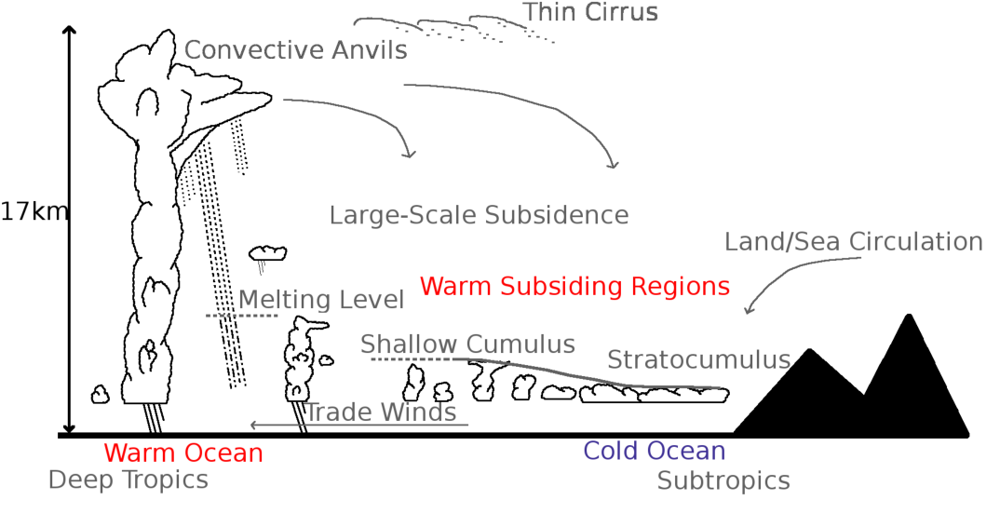 Thin Cirrus
Convective Anvils
17km
Large-Scale Subsidence
Land/Sea Circulation
Warm Subsiding Regions
Melting Level
Shallow Cumulus
Stratocumulus
Trade Winds
Warm Ocean
Cold Ocean
Deep Tropics
Subtropics